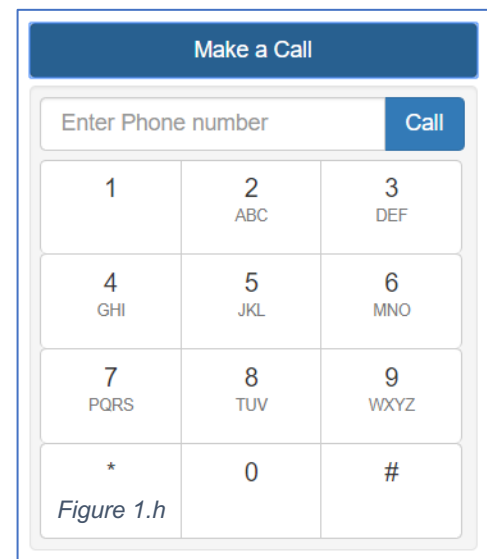 Make a Call
Enter Phone number Call
1 2 3
ABC DEF
4 5 6
GHI JKL MNO
7 8 9
PQRS TUV WXYZ
* 0 #
Figure 1.h